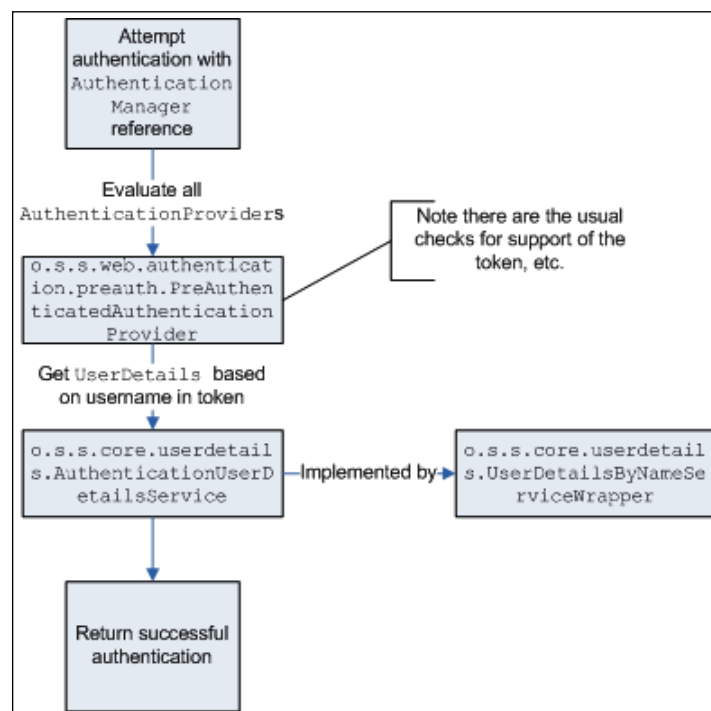 Attempt
authentication with
Authentication
Manager
reference
Evaluate all
AuthenticationProviders
Note there are the usual
checks for support of the
token, etc.
o.s.s.web.authenticat
ion.preauth.PreAuthen
ticatedAuthentication
Provider
Get UserDetails based
on username in token
o.s.s.core.userdetail
s.AuthenticationUserD
etailsService
Implemented by
o.s.s.core.userdetail
s.UserDetailsByNameSe
rviceWrapper
Return successful
authentication